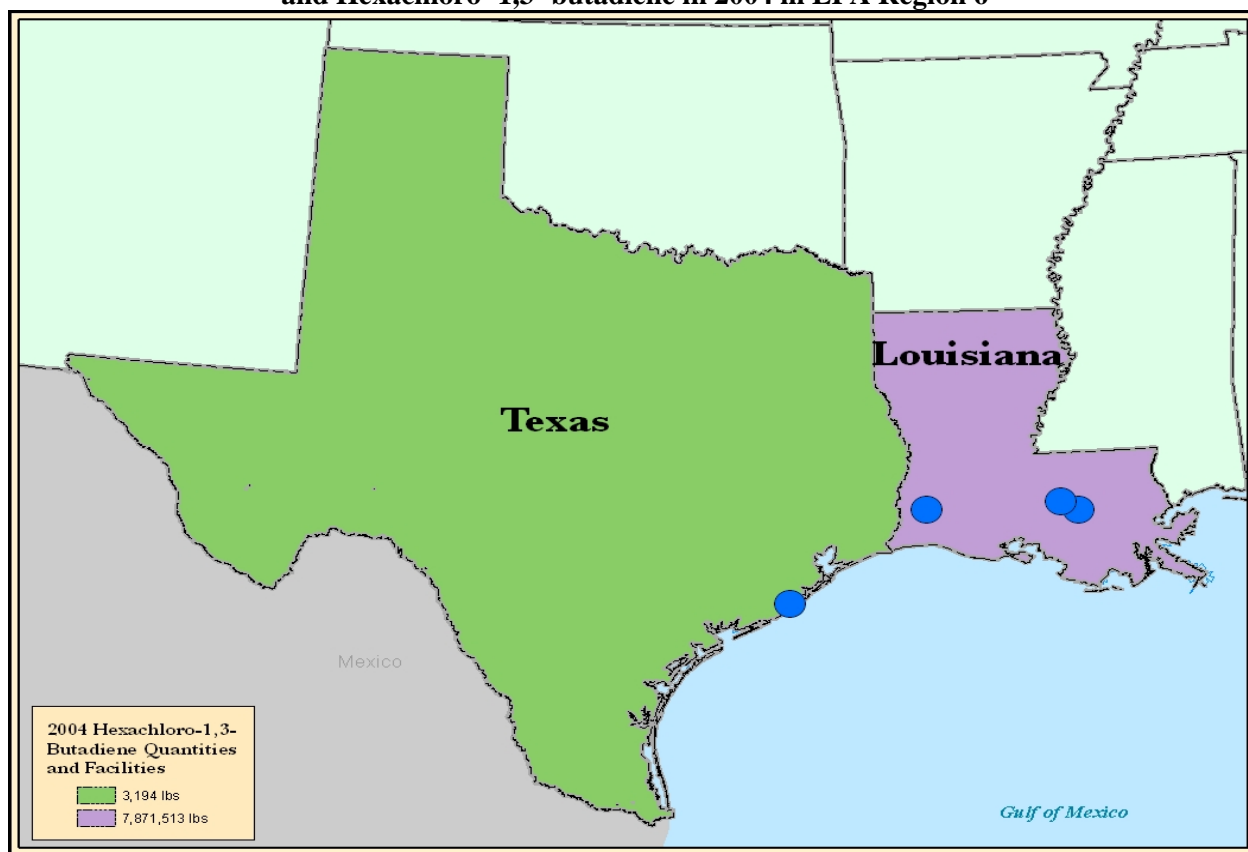 and Hexachloro -1,3- butadiene in 2004 in EPA Region 6
Louisiana
Texas
Mexico
2004 Hexachloro-1,3-
Butadiene Quantities
and Facilities
3,194 lbs
7,871,513 lbs
Gulf of Mexico